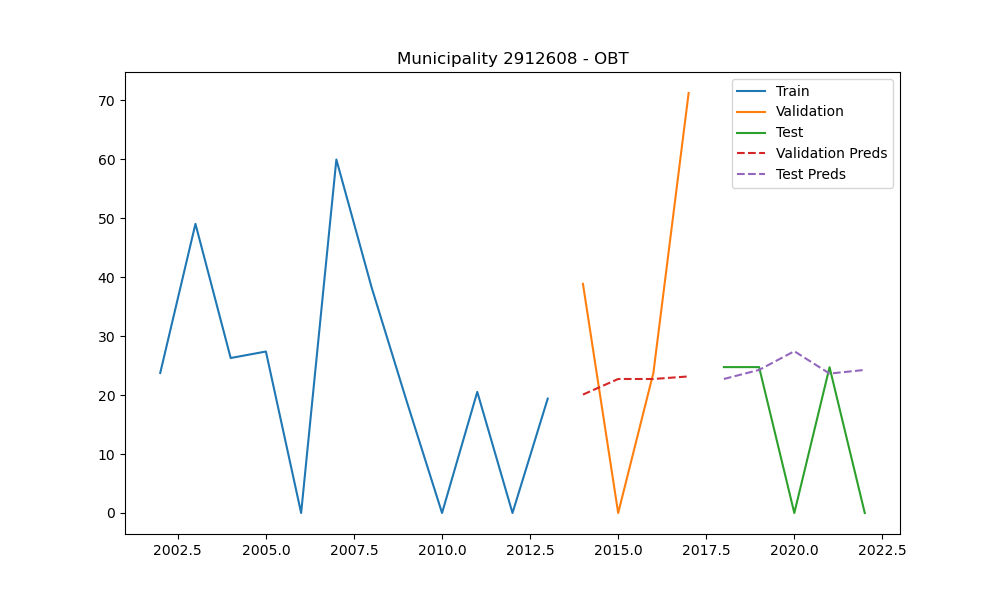 Municipality 2912608 - OBT
Train
Validation
Test
Validation Preds
Test Preds
70
60
50
40
30
20
10
0
2002.5 2005.0 2007.5 2010.0 2012.5 2015.0 2017.5 2020.0 2022.5